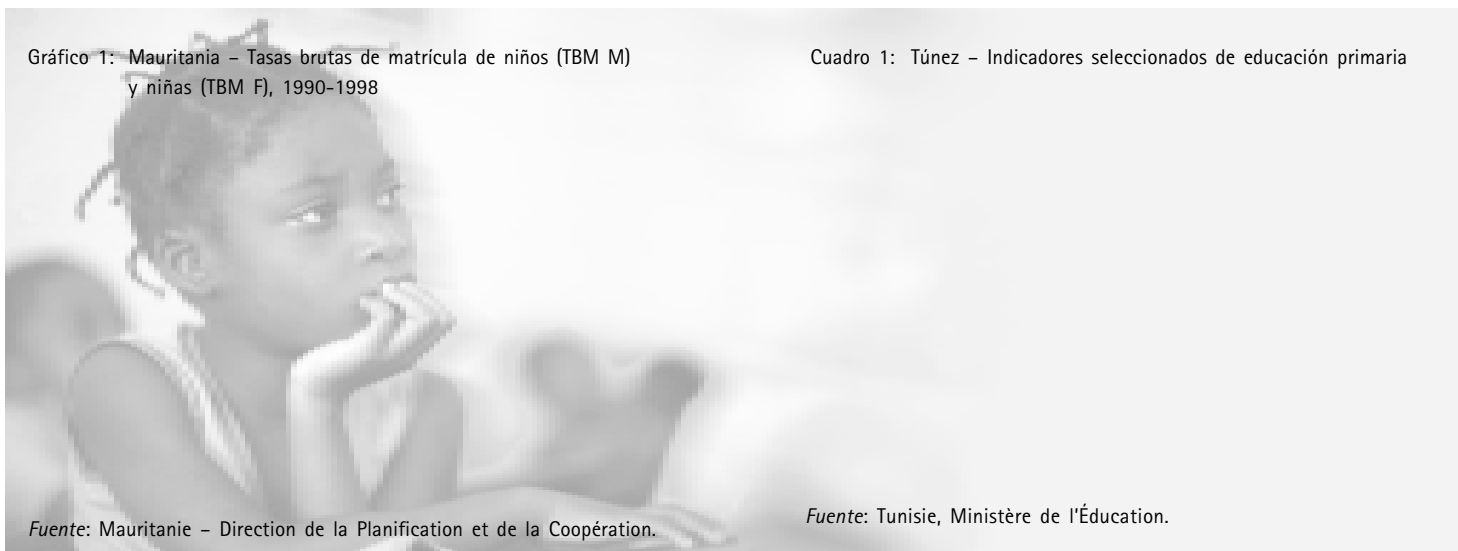 Gráfico 1: Mauritania – Tasas brutas de matrícula de niños (TBM M)
y niñas (TBM F), 1990-1998
Fuente: Mauritanie – Direction de la Planification et de la Coopération.
Cuadro 1: Túnez – Indicadores seleccionados de educación primaria
Fuente: Tunisie, Ministère de l'Éducation.